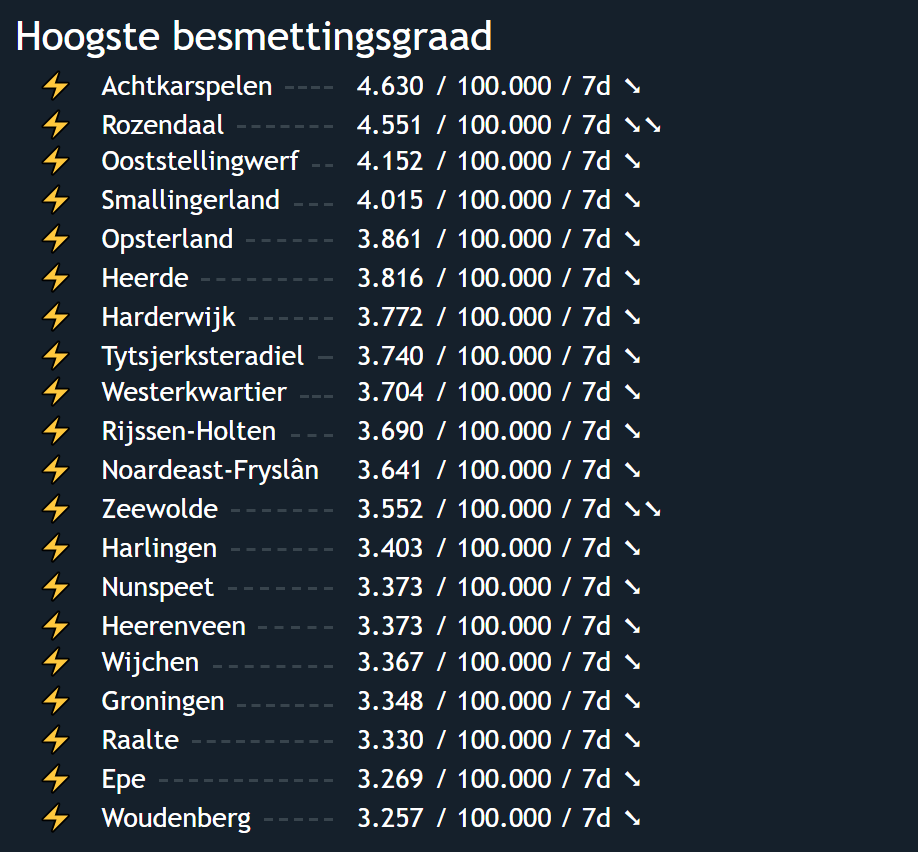 Hoogste besmettingsgraad
⚡ Achtkarspelen ---- 4.630 / 100.000 / 7d ➘
⚡ Rozendaal ------- 4.551 / 100.000 / 7d ➘➘
⚡ Ooststellingwerf -- 4.152 / 100.000 / 7d ➘
⚡ Smallingerland --- 4.015 / 100.000 / 7d ➘
⚡ Opsterland ------ 3.861 / 100.000 / 7d ➘
⚡ Heerde --------- 3.816 / 100.000 / 7d ➘
⚡ Harderwijk ------ 3.772 / 100.000 / 7d ➘
⚡ Tytsjerksteradiel - 3.740 / 100.000 / 7d ➘
⚡ Westerkwartier --- 3.704 / 100.000 / 7d ➘
⚡ Rijssen-Holten --- 3.690 / 100.000 / 7d ➘
⚡ Noardeast-Fryslân 3.641 / 100.000 / 7d ➘
⚡ Zeewolde ------- 3.552 / 100.000 / 7d ➘➘
⚡ Harlingen ------- 3.403 / 100.000 / 7d ➘
⚡ Nunspeet ------- 3.373 / 100.000 / 7d ➘
⚡ Heerenveen ----- 3.373 / 100.000 / 7d ➘
⚡ Wijchen -------- 3.367 / 100.000 / 7d ➘
⚡ Groningen ------- 3.348 / 100.000 / 7d ➘
⚡ Raalte ---------- 3.330 / 100.000 / 7d ➘
⚡ Epe ------------ 3.269 / 100.000 / 7d ➘
⚡ Woudenberg ----- 3.257 / 100.000 / 7d ➘